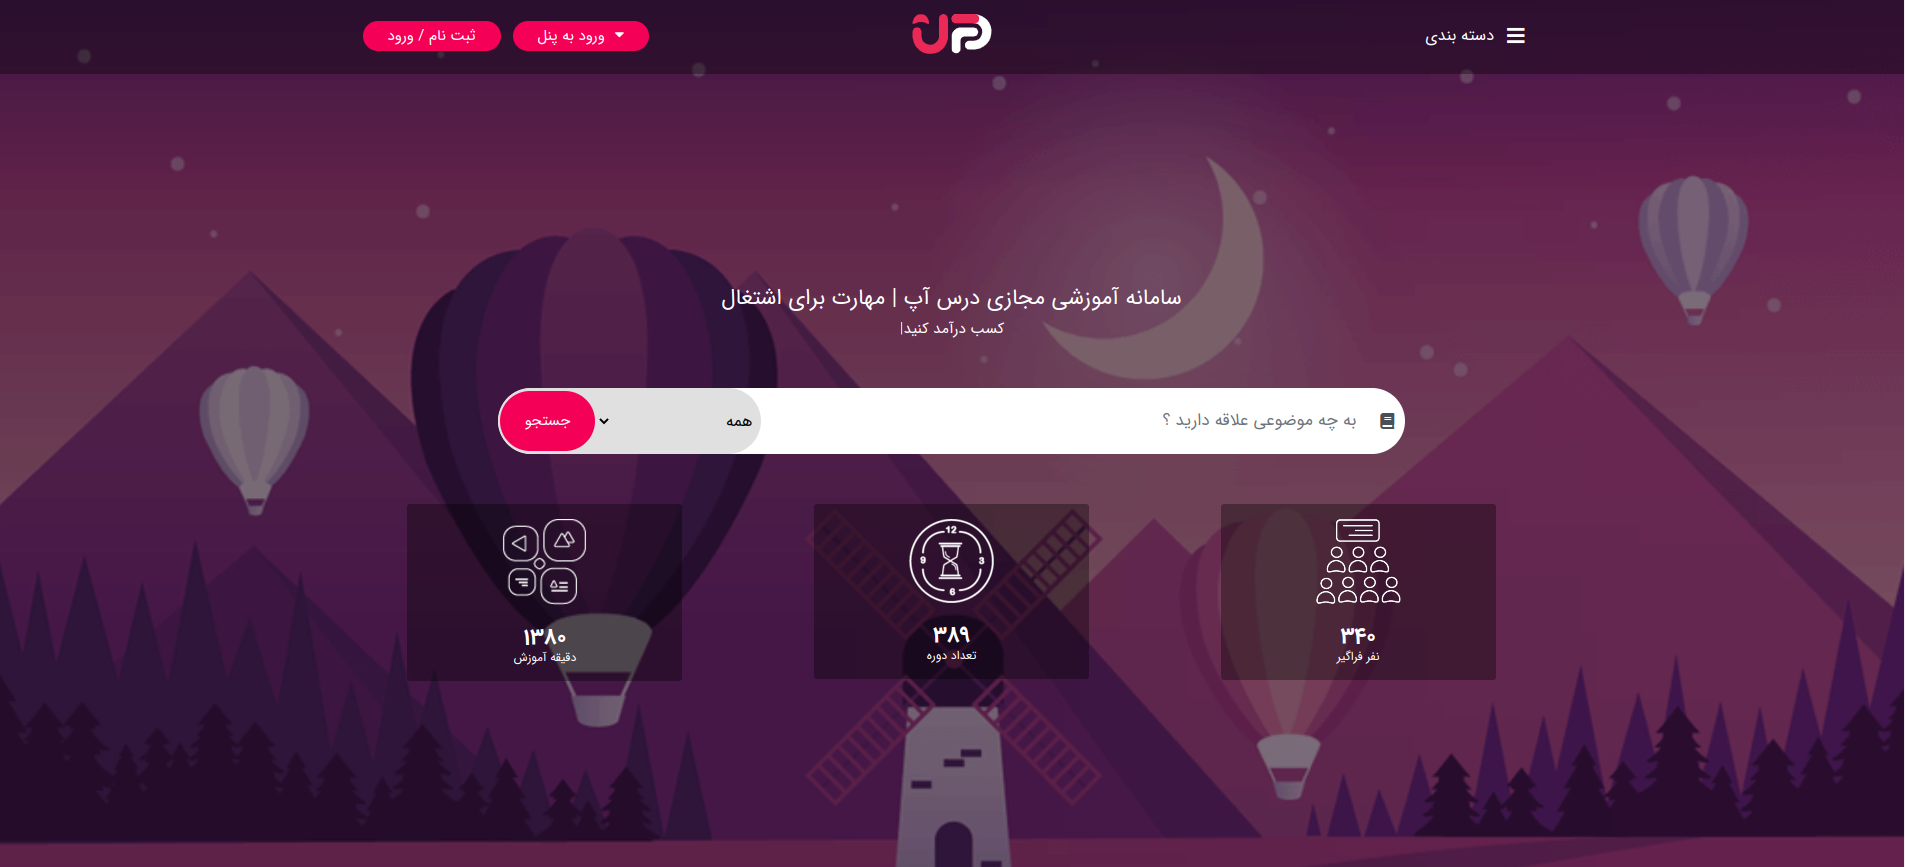 دسته بندی
UP
ورود به پنل
ثبت نام / ورود
سامانه آموزشی مجازی درس آپ | مهارت برای اشتغال
کسب درآمد کنید|
به چه موضوعی علاقه دارید ؟
همه
جستجو
۳۴۰
نفر فراگیر
12
3
6
9
۳۸۹
تعداد دوره
۱۳۸۰
دقیقه آموزش